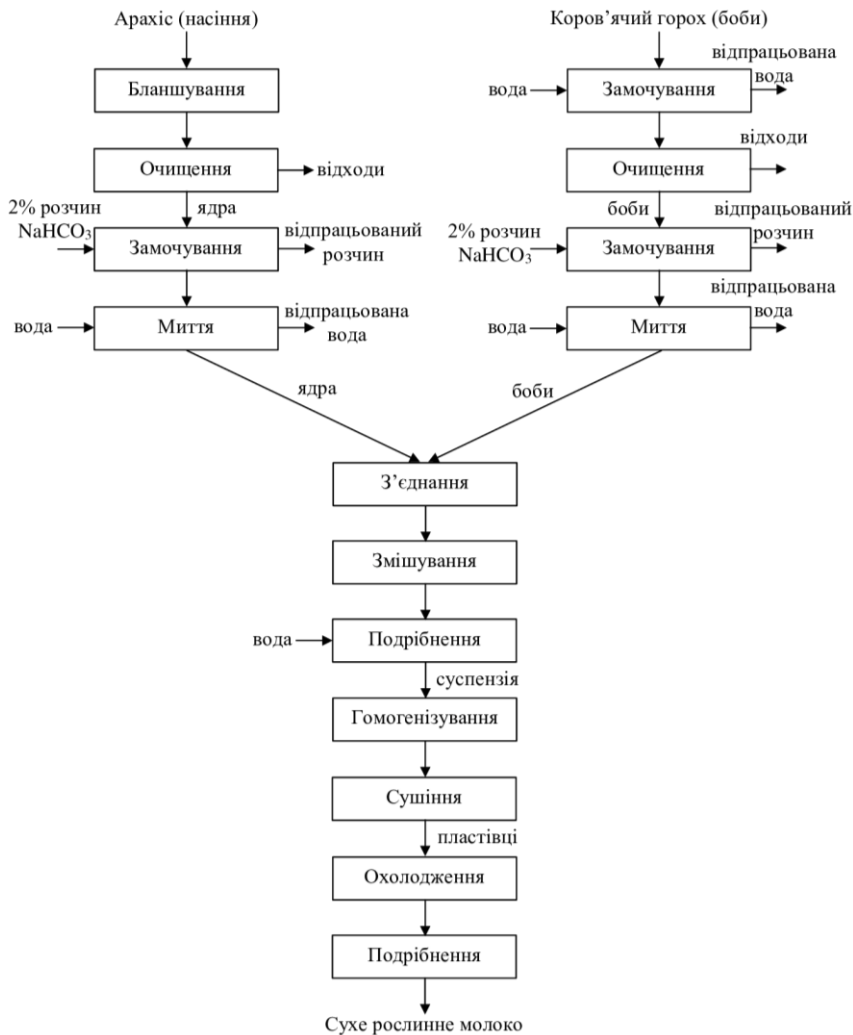 Арахіс (насіння)
Коров’ячий горох (боби)
Бланшування
вода
Замочування
відпрацьована
вода
Очищення
відходи
Очищення
відходи
ядра
боби
2% розчин
NaHCO3
Замочування
відпрацьований
розчин
2% розчин
NaHCO3
Замочування
відпрацьований
розчин
вода
Миття
відпрацьована
вода
вода
Миття
відпрацьована
вода
ядра
боби
З’єднання
Змішування
вода
Подрібнення
суспензія
Гомогенізування
Сушіння
пластівці
Охолодження
Подрібнення
Сухе рослинне молоко